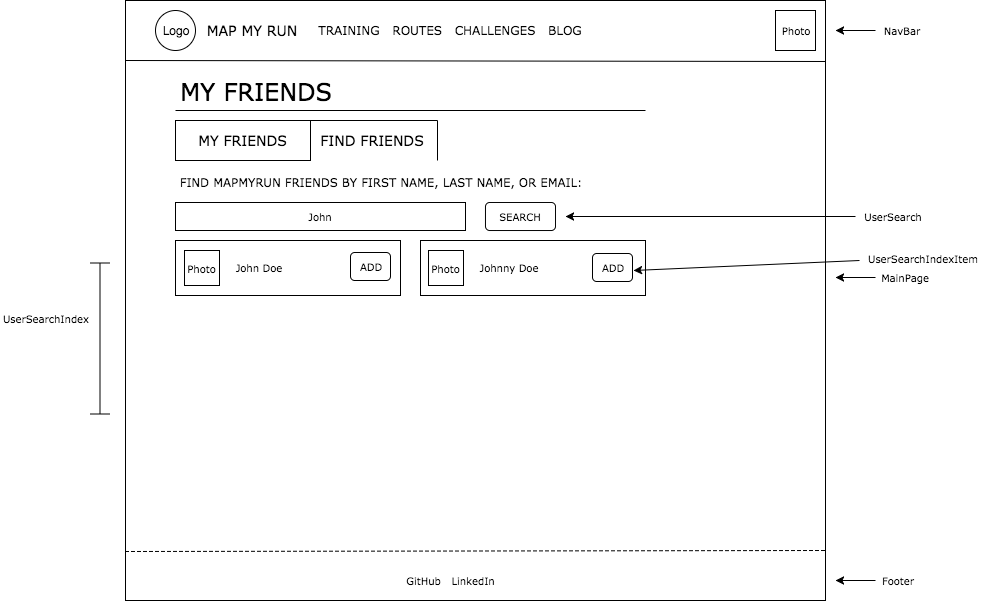 Logo MAP MY RUN TRAINING ROUTES CHALLENGES BLOG Photo NavBar
MY FRIENDS
MY FRIENDS FIND FRIENDS
FIND MAPMYRUN FRIENDS BY FIRST NAME, LAST NAME, OR EMAIL:
John SEARCH UserSearch
Photo John Doe ADD Photo Johnny Doe ADD UserSearchIndexItem
MainPage
UserSearchIndex
GitHub LinkedIn Footer